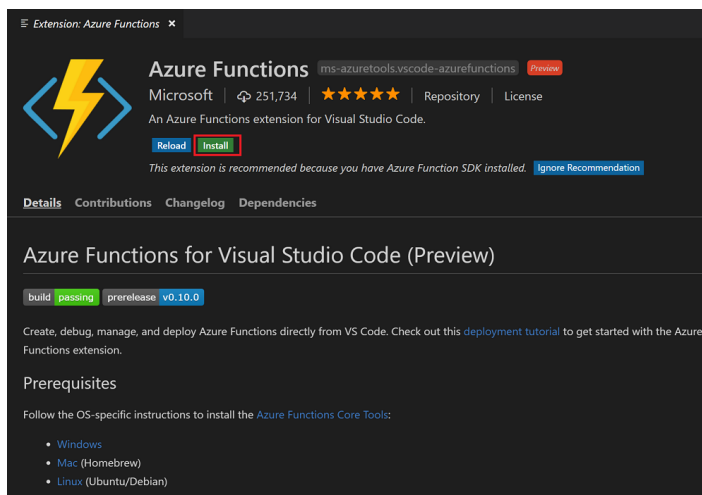 Extension: Azure Functions ×
Azure Functions ms-azuretools.vscode-azurefunctions Preview
Microsoft | 251,734 | ★★★★★ | Repository | License
An Azure Functions extension for Visual Studio Code.
Reload Install
This extension is recommended because you have Azure Function SDK installed. Ignore Recommendation
Details Contributions Changelog Dependencies
Azure Functions for Visual Studio Code (Preview)
build passing prerelease v0.10.0
Create, debug, manage, and deploy Azure Functions directly from VS Code. Check out this deployment tutorial to get started with the Azure
Functions extension.
Prerequisites
Follow the OS-specific instructions to install the Azure Functions Core Tools:
• Windows
• Mac (Homebrew)
• Linux (Ubuntu/Debian)